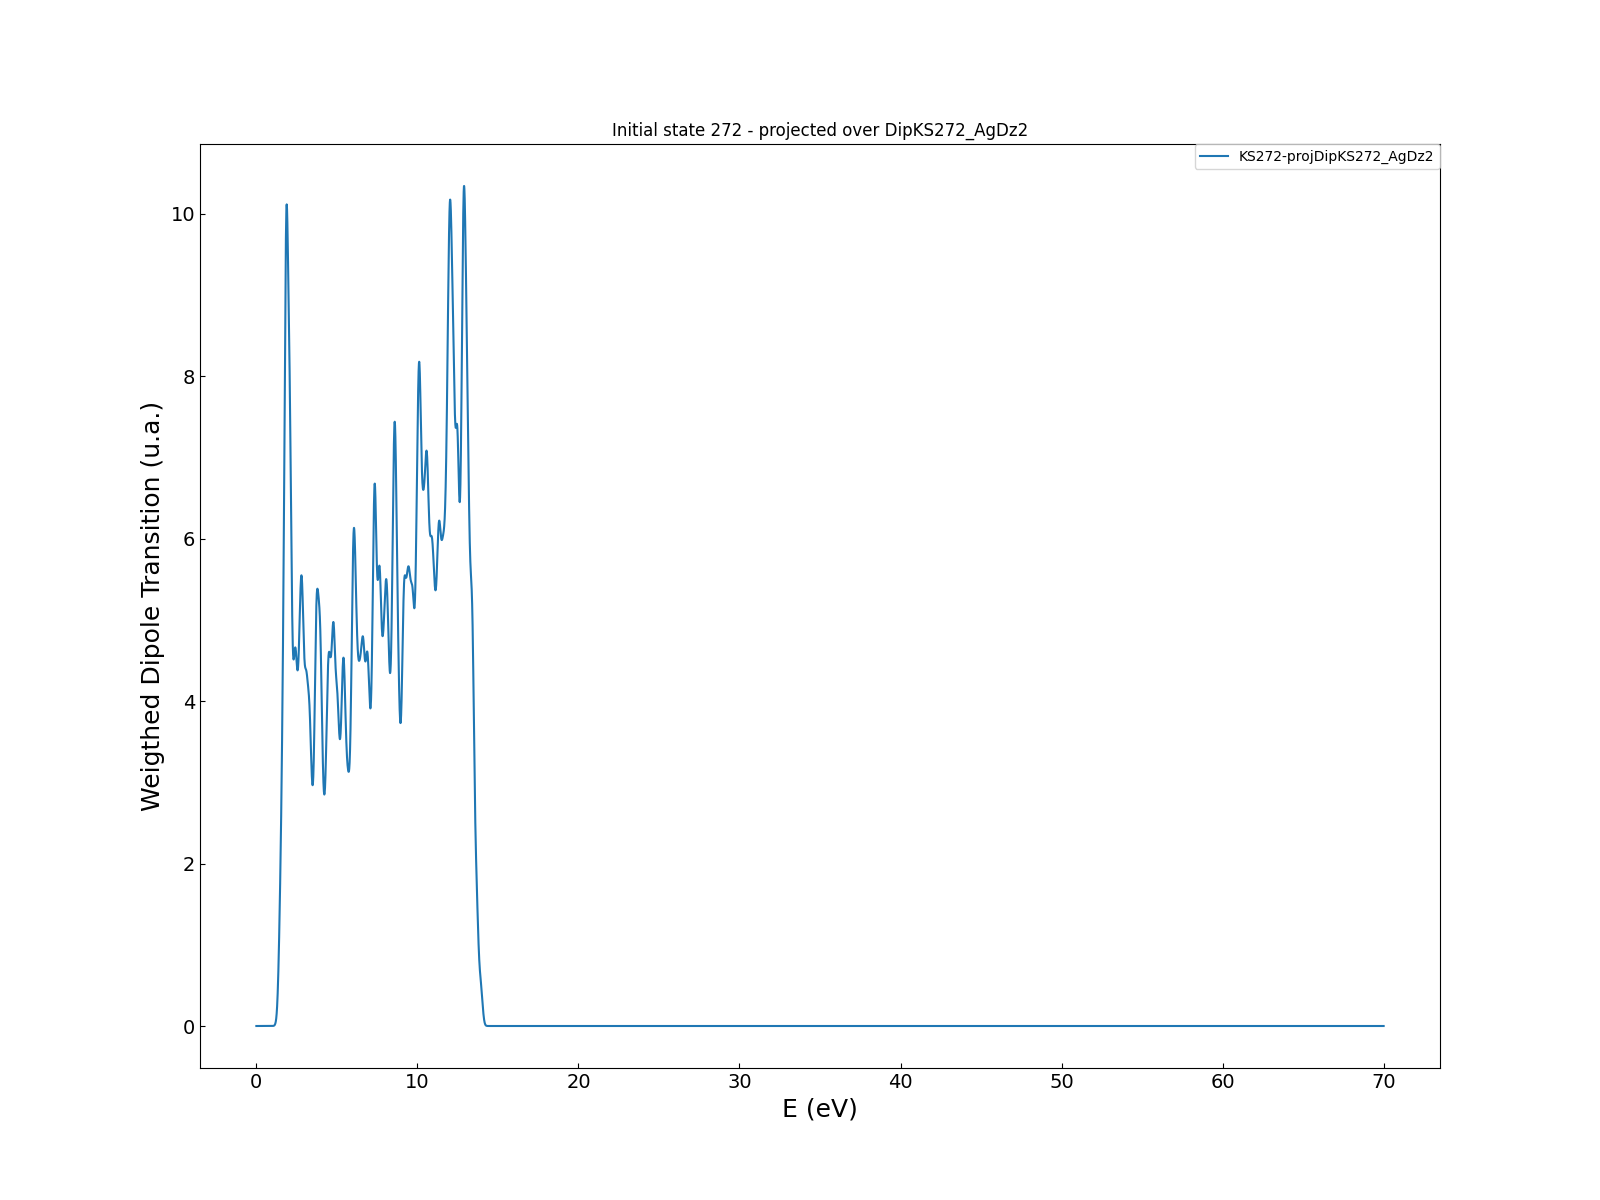 Initial state 272 - projected over DipKS272_AgDz2
KS272-projDipKS272_AgDz2
Weigthed Dipole Transition (u.a.)
10
8
6
4
2
0
0 10 20 30 40 50 60 70
E (eV)